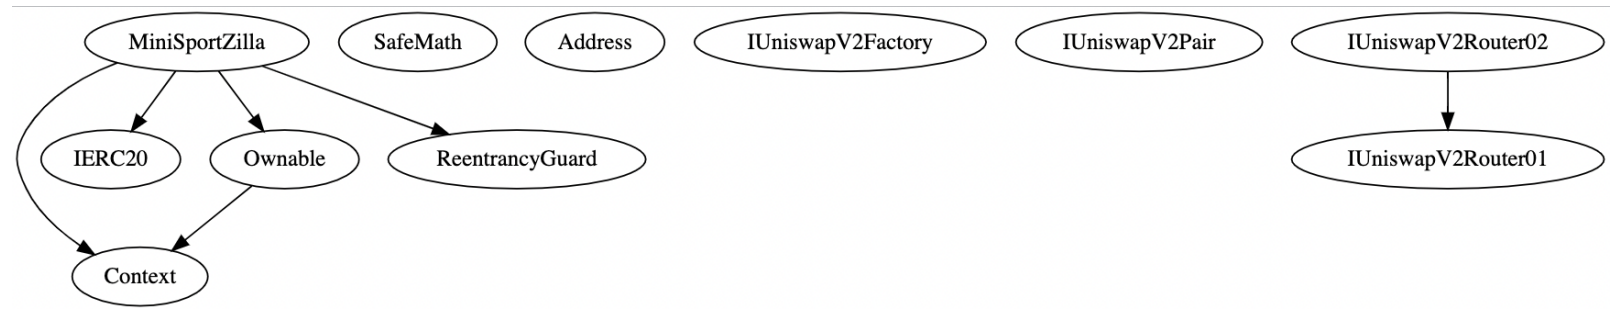 MiniSportZilla
SafeMath
Address
IUniswapV2Factory
IUniswapV2Pair
IUniswapV2Router02
IERC20
Ownable
ReentrancyGuard
IUniswapV2Router01
Context